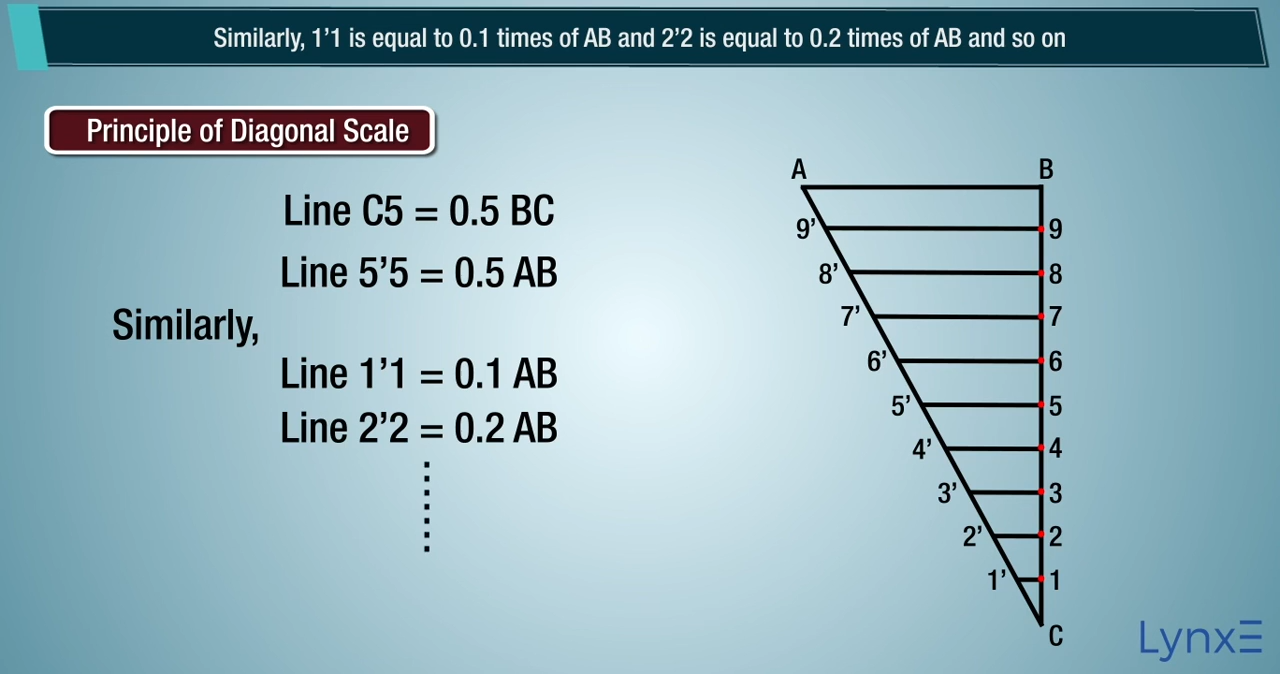 Similarly, 1’1 is equal to 0.1 times of AB and 2’2 is equal to 0.2 times of AB and so on
Principle of Diagonal Scale
Line C5 = 0.5 BC
Line 5’5 = 0.5 AB
Similarly,
Line 1’1 = 0.1 AB
Line 2’2 = 0.2 AB
A B
9’ 9
8’ 8
7’ 7
6’ 6
5’ 5
4’ 4
3’ 3
2’ 2
1’ 1
C
LynxE